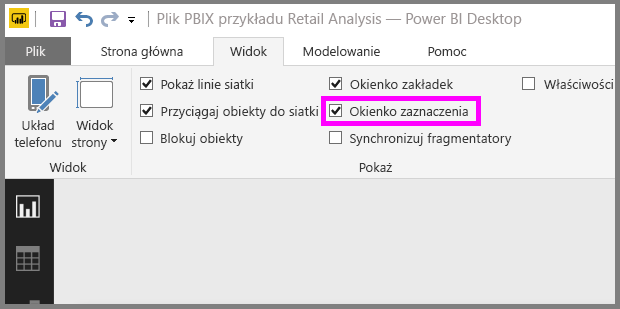 Plik PBIX przykładu Retail Analysis — Power BI Desktop
Plik Strona główna Widok Modelowanie Pomoc
Pokaż linie siatki Okienko zakładek Właściwości
Przyciągaj obiekty do siatki Okienko zaznaczenia
Blokuj obiekty Synchronizuj fragmentatory
Układ telefonu
Widok strony
Widok Pokaż